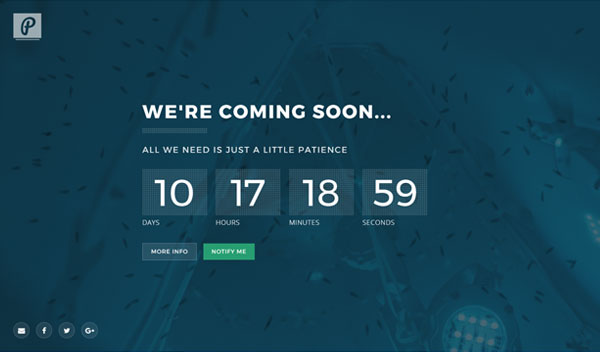 P
WE'RE COMING SOON...
ALL WE NEED IS JUST A LITTLE PATIENCE
10 17 18 59
DAYS HOURS MINUTES SECONDS
MORE INFO NOTIFY ME
f G+